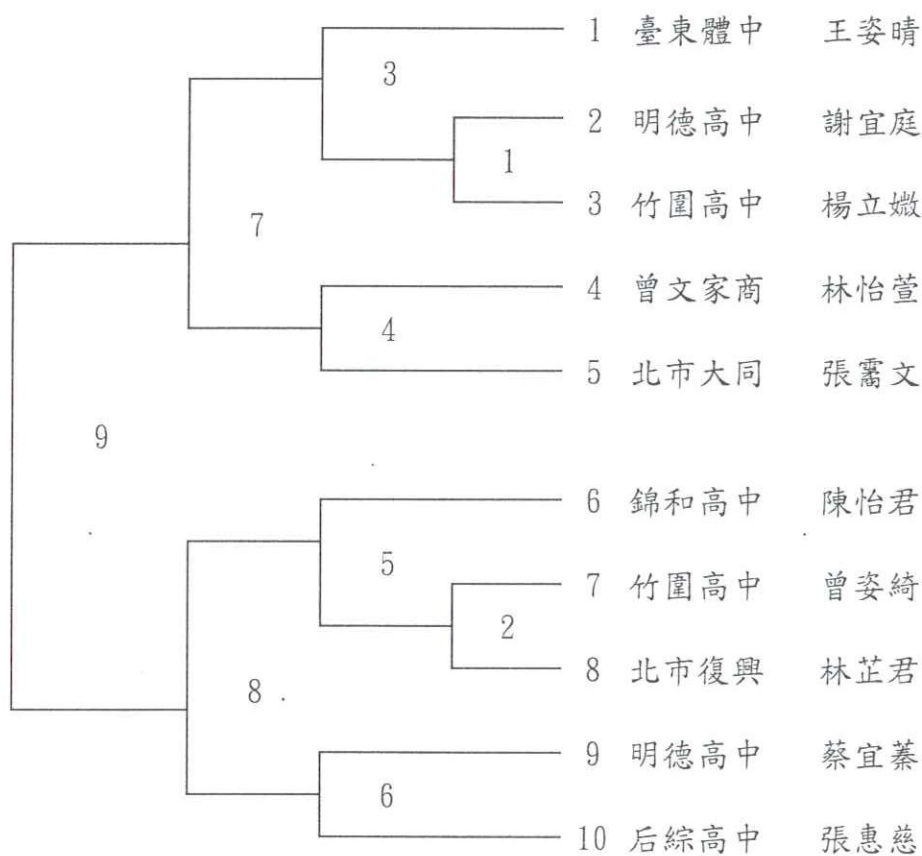 1 臺東體中 王姿晴
3
2 明德高中 謝宜庭
1
3 竹圍高中 楊立媺
7
4 曾文家商 林怡萱
4
5 北市大同 張霱文
9
6 錦和高中 陳怡君
5
7 竹圍高中 曾姿綺
2
8 北市復興 林芷君
8
9 明德高中 蔡宜蓁
6
10 后綜高中 張惠慈